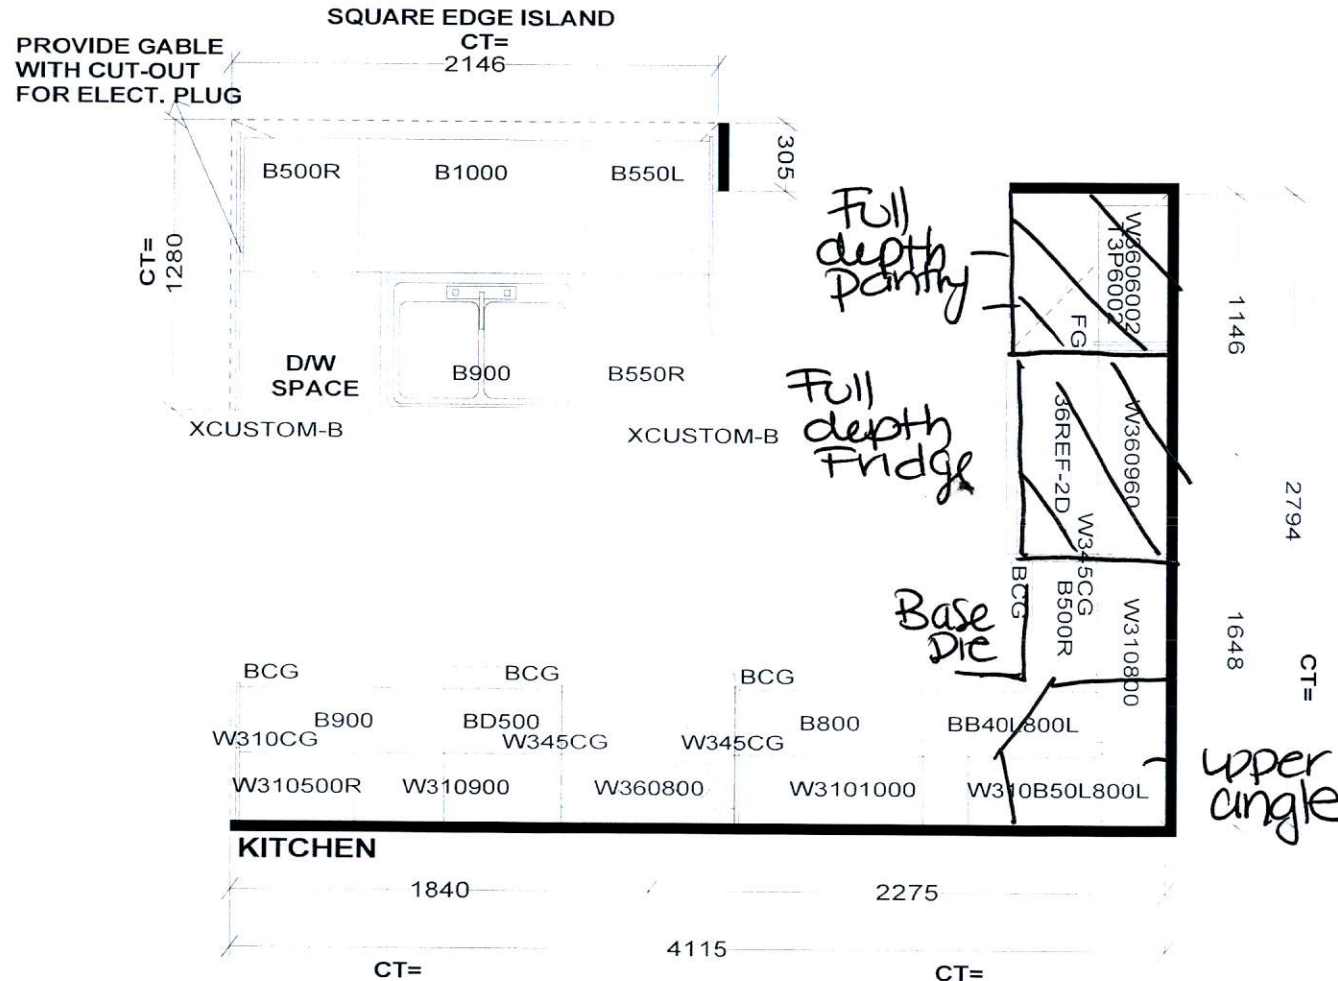 SQUARE EDGE ISLAND
CT=
2146
PROVIDE GABLE
WITH CUT-OUT
FOR ELECT. PLUG
305
B500R
B1000
B550L
CT=
1280
Full
depth
pantry
W3606002
T3P6002
FG
1146
D/W
SPACE
B900
B550R
XCUSTOM-B
XCUSTOM-B
Full
depth
Fridge
36REF-2D
W360960
2794
W345CG
BCG
B500R
W310800
Base
Die
1648
CT=
BCG
BCG
BCG
B900
BD500
B800
BB40L800L
W310CG
W345CG
W345CG
W310500R
W310900
W360800
W3101000
W310B50L800L
upper
angle
KITCHEN
1840
2275
4115
CT=
CT=